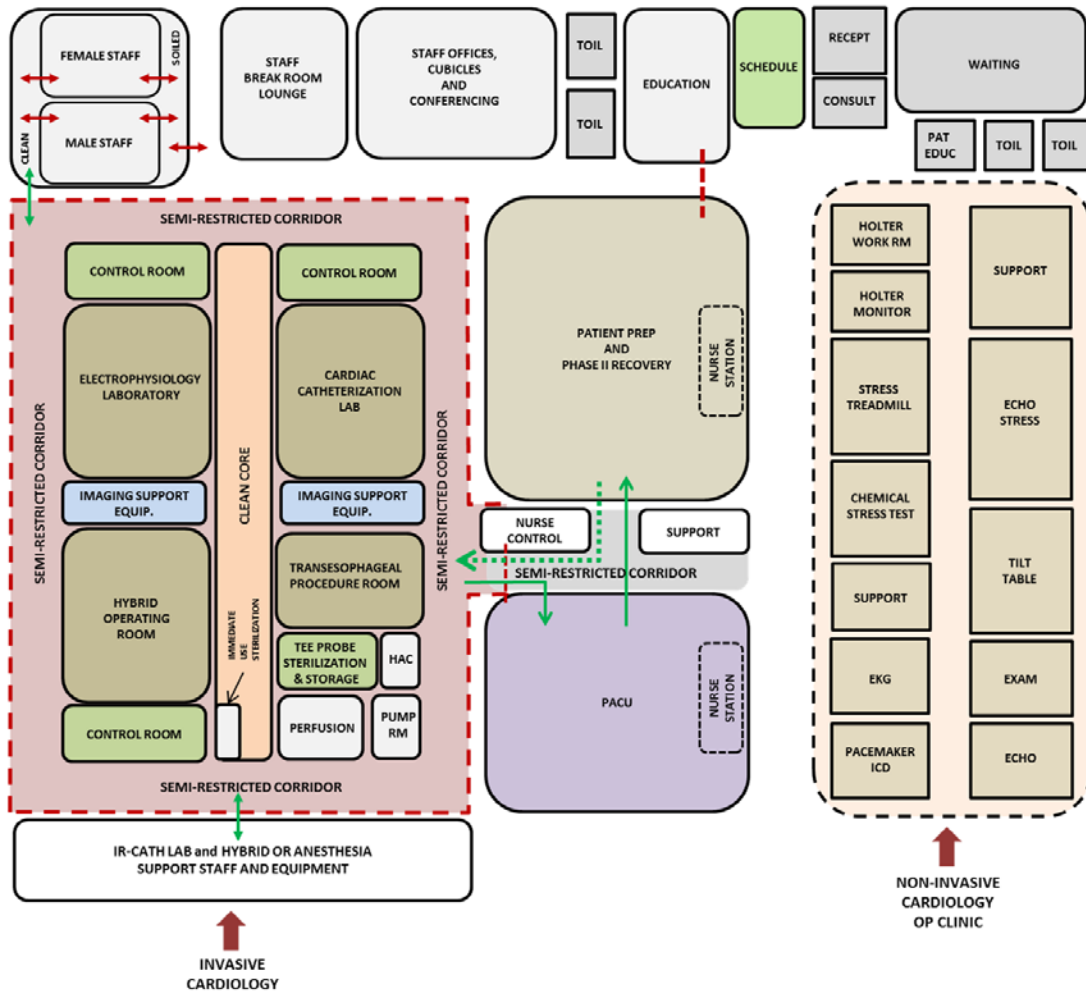 FEMALE STAFF
SOILED
MALE STAFF
CLEAN
STAFF
BREAK ROOM
LOUNGE
STAFF OFFICES,
CUBICLES
AND
CONFERENCING
TOIL
TOIL
EDUCATION
SCHEDULE
RECEPT
CONSULT
WAITING
PAT
EDUC
TOIL
TOIL
SEMI-RESTRICTED CORRIDOR
SEMI-RESTRICTED CORRIDOR
CONTROL ROOM
ELECTROPHYSIOLOGY
LABORATORY
IMAGING SUPPORT
EQUIP.
HYBRID
OPERATING
ROOM
CONTROL ROOM
CLEAN CORE
IMMEDIATE
USE
STERILIZATION
CONTROL ROOM
CARDIAC
CATHETERIZATION
LAB
IMAGING SUPPORT
EQUIP.
TRANSESOPHAGEAL
PROCEDURE ROOM
TEE PROBE
STERILIZATION
& STORAGE
HAC
PERFUSION
PUMP
RM
SEMI-RESTRICTED CORRIDOR
SEMI-RESTRICTED CORRIDOR
IR-CATH LAB and HYBRID OR ANESTHESIA
SUPPORT STAFF AND EQUIPMENT
INVASIVE
CARDIOLOGY
PATIENT PREP
AND
PHASE II RECOVERY
NURSE
STATION
NURSE
CONTROL
SUPPORT
SEMI-RESTRICTED CORRIDOR
PACU
NURSE
STATION
HOLTER
WORK RM
HOLTER
MONITOR
STRESS
TREADMILL
CHEMICAL
STRESS TEST
SUPPORT
EKG
PACEMAKER
ICD
SUPPORT
ECHO
STRESS
TILT
TABLE
EXAM
ECHO
NON-INVASIVE
CARDIOLOGY
OP CLINIC